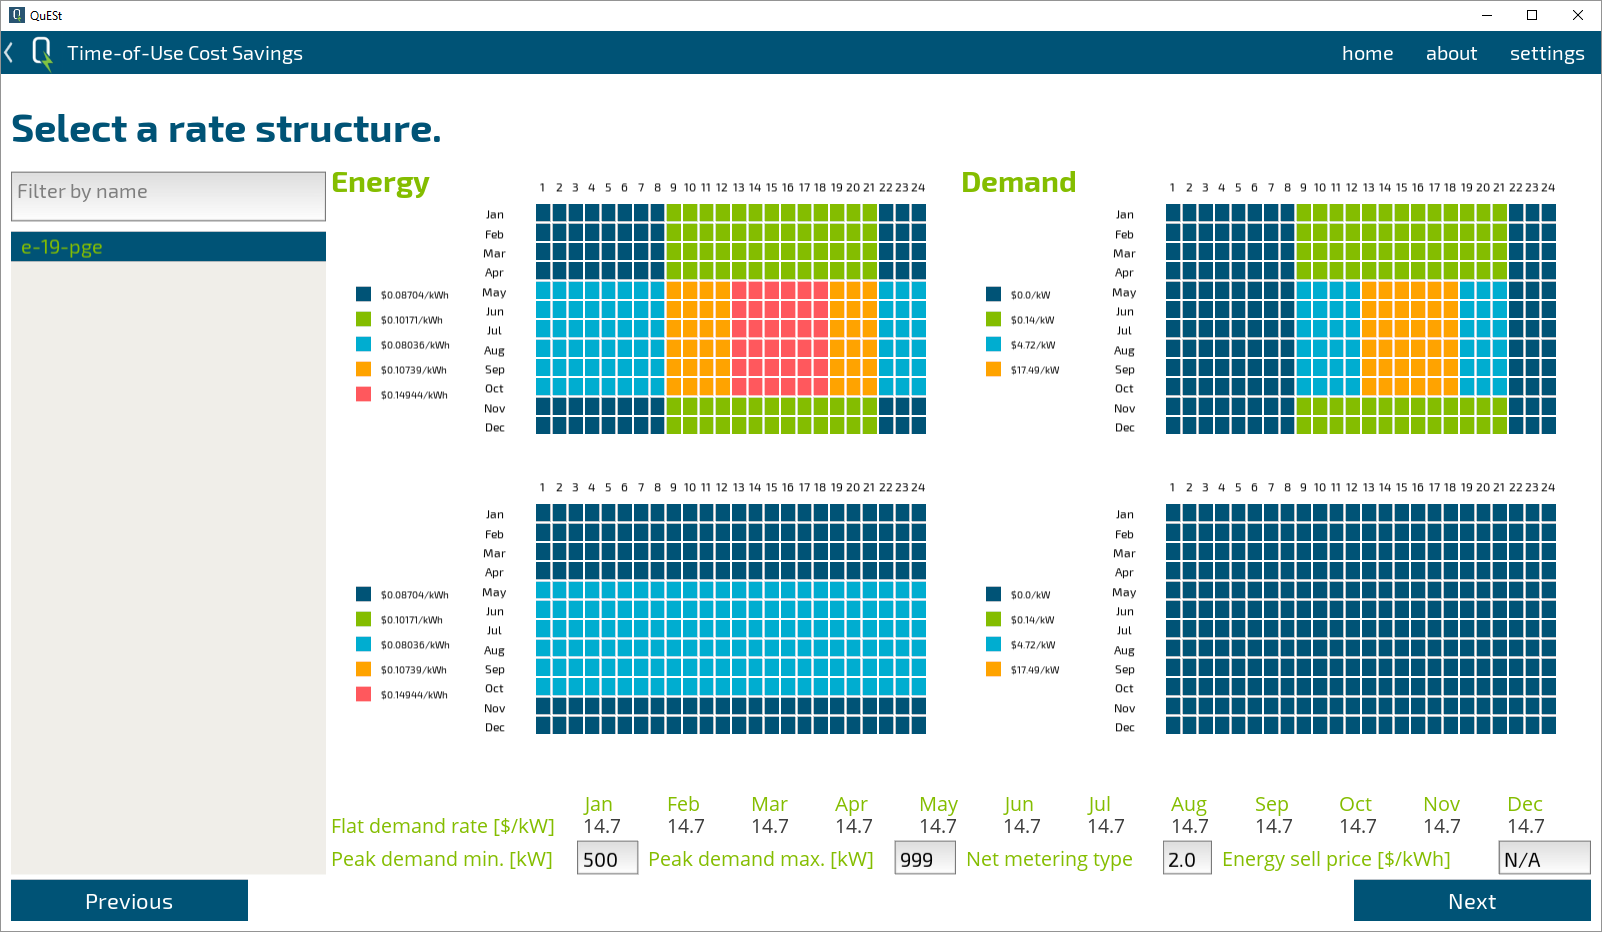 QuESt
Time-of-Use Cost Savings
home about settings
Select a rate structure.
Filter by name
e-19-pge
Energy
1 2 3 4 5 6 7 8 9 10 11 12 13 14 15 16 17 18 19 20 21 22 23 24
Jan
Feb
Mar
Apr
May
Jun
Jul
Aug
Sep
Oct
Nov
Dec
$0.08704/kWh
$0.10171/kWh
$0.08036/kWh
$0.10739/kWh
$0.14944/kWh
Demand
1 2 3 4 5 6 7 8 9 10 11 12 13 14 15 16 17 18 19 20 21 22 23 24
Jan
Feb
Mar
Apr
May
Jun
Jul
Aug
Sep
Oct
Nov
Dec
$0.0/kW
$0.14/kW
$4.72/kW
$17.49/kW
1 2 3 4 5 6 7 8 9 10 11 12 13 14 15 16 17 18 19 20 21 22 23 24
Jan
Feb
Mar
Apr
May
Jun
Jul
Aug
Sep
Oct
Nov
Dec
$0.08704/kWh
$0.10171/kWh
$0.08036/kWh
$0.10739/kWh
$0.14944/kWh
1 2 3 4 5 6 7 8 9 10 11 12 13 14 15 16 17 18 19 20 21 22 23 24
Jan
Feb
Mar
Apr
May
Jun
Jul
Aug
Sep
Oct
Nov
Dec
$0.0/kW
$0.14/kW
$4.72/kW
$17.49/kW
Jan Feb Mar Apr May Jun Jul Aug Sep Oct Nov Dec
Flat demand rate [$/kW] 14.7 14.7 14.7 14.7 14.7 14.7 14.7 14.7 14.7 14.7 14.7 14.7
Peak demand min. [kW] 500 Peak demand max. [kW] 999 Net metering type 2.0 Energy sell price [$/kWh] N/A
Previous Next